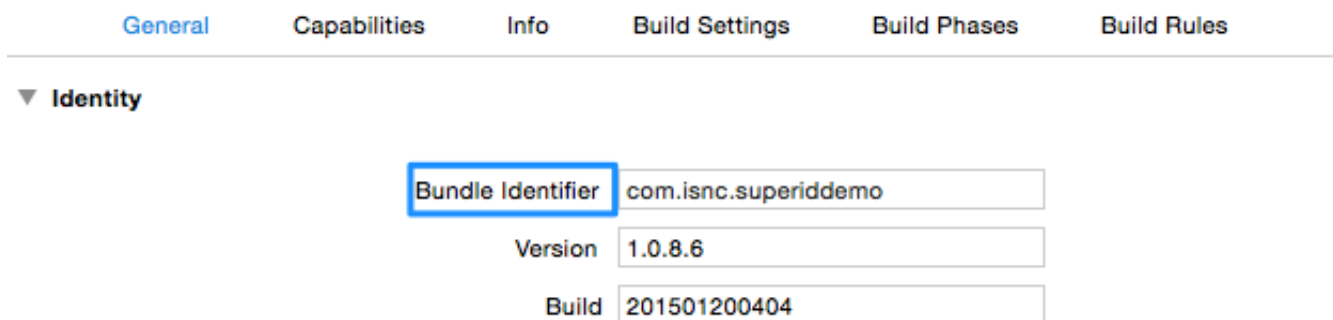 General Capabilities Info Build Settings Build Phases Build Rules
Identity
Bundle Identifier com.isnc.superiddemo
Version 1.0.8.6
Build 201501200404